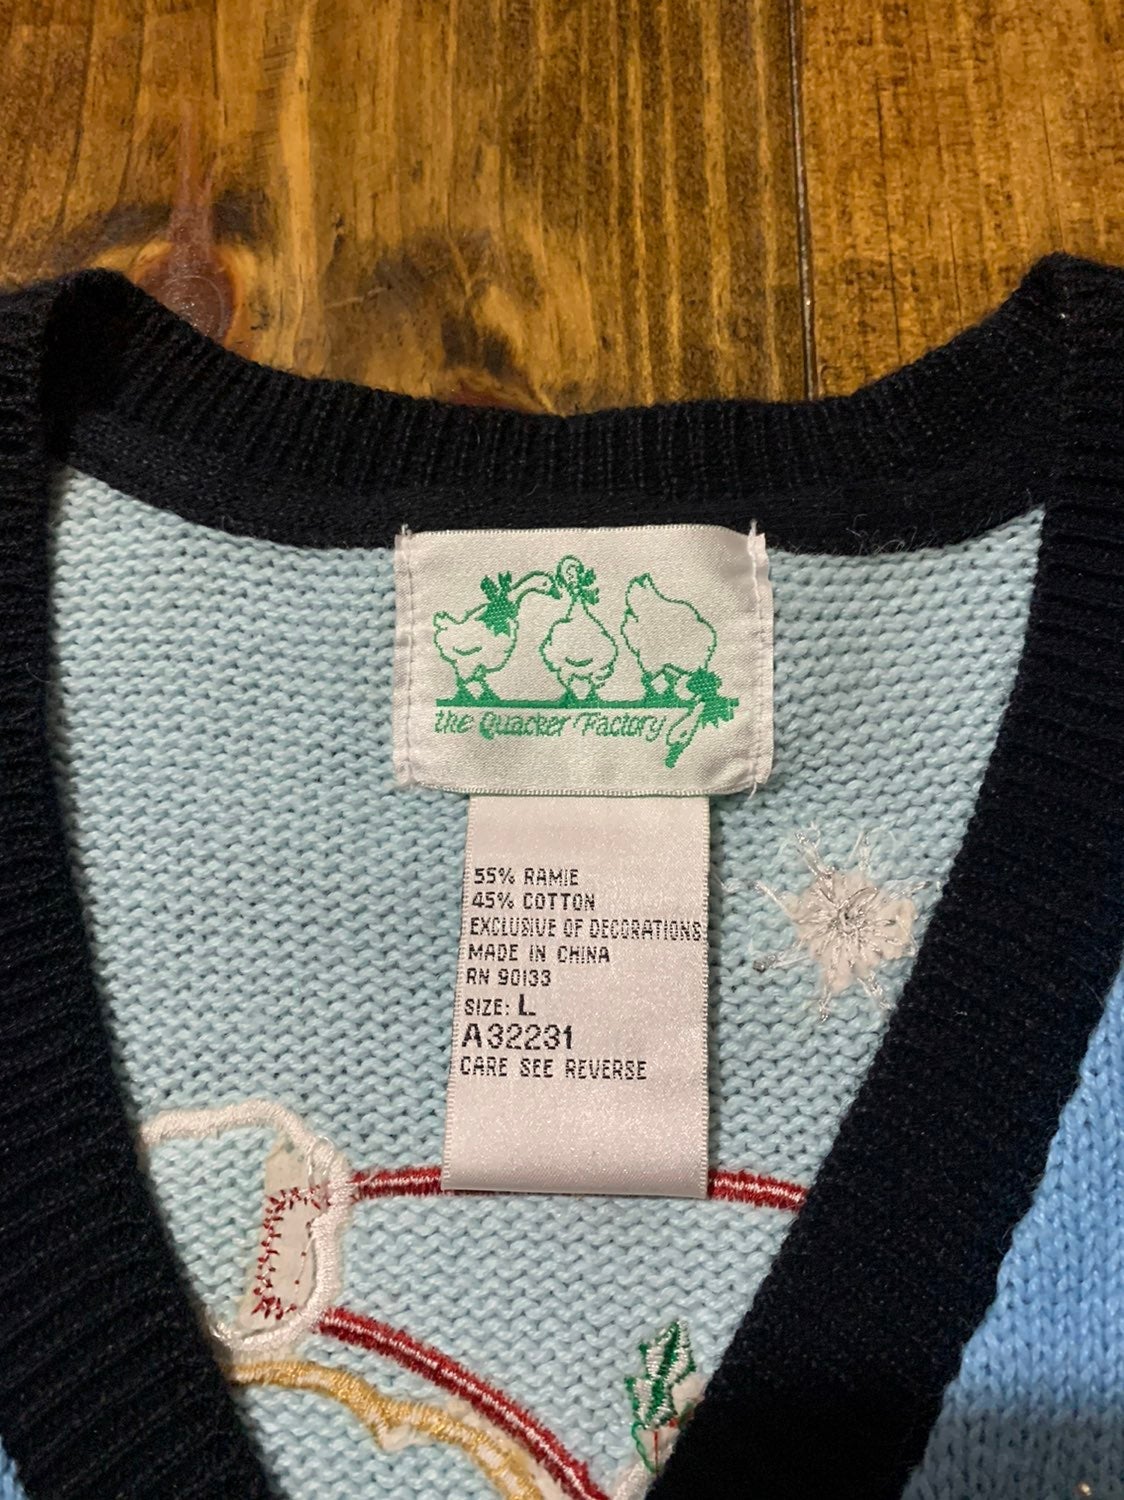 the Quacker Factory
55% RAMIE
45% COTTON
EXCLUSIVE OF DECORATIONS
MADE IN CHINA
RN 90133
SIZE: L
A32231
CARE SEE REVERSE